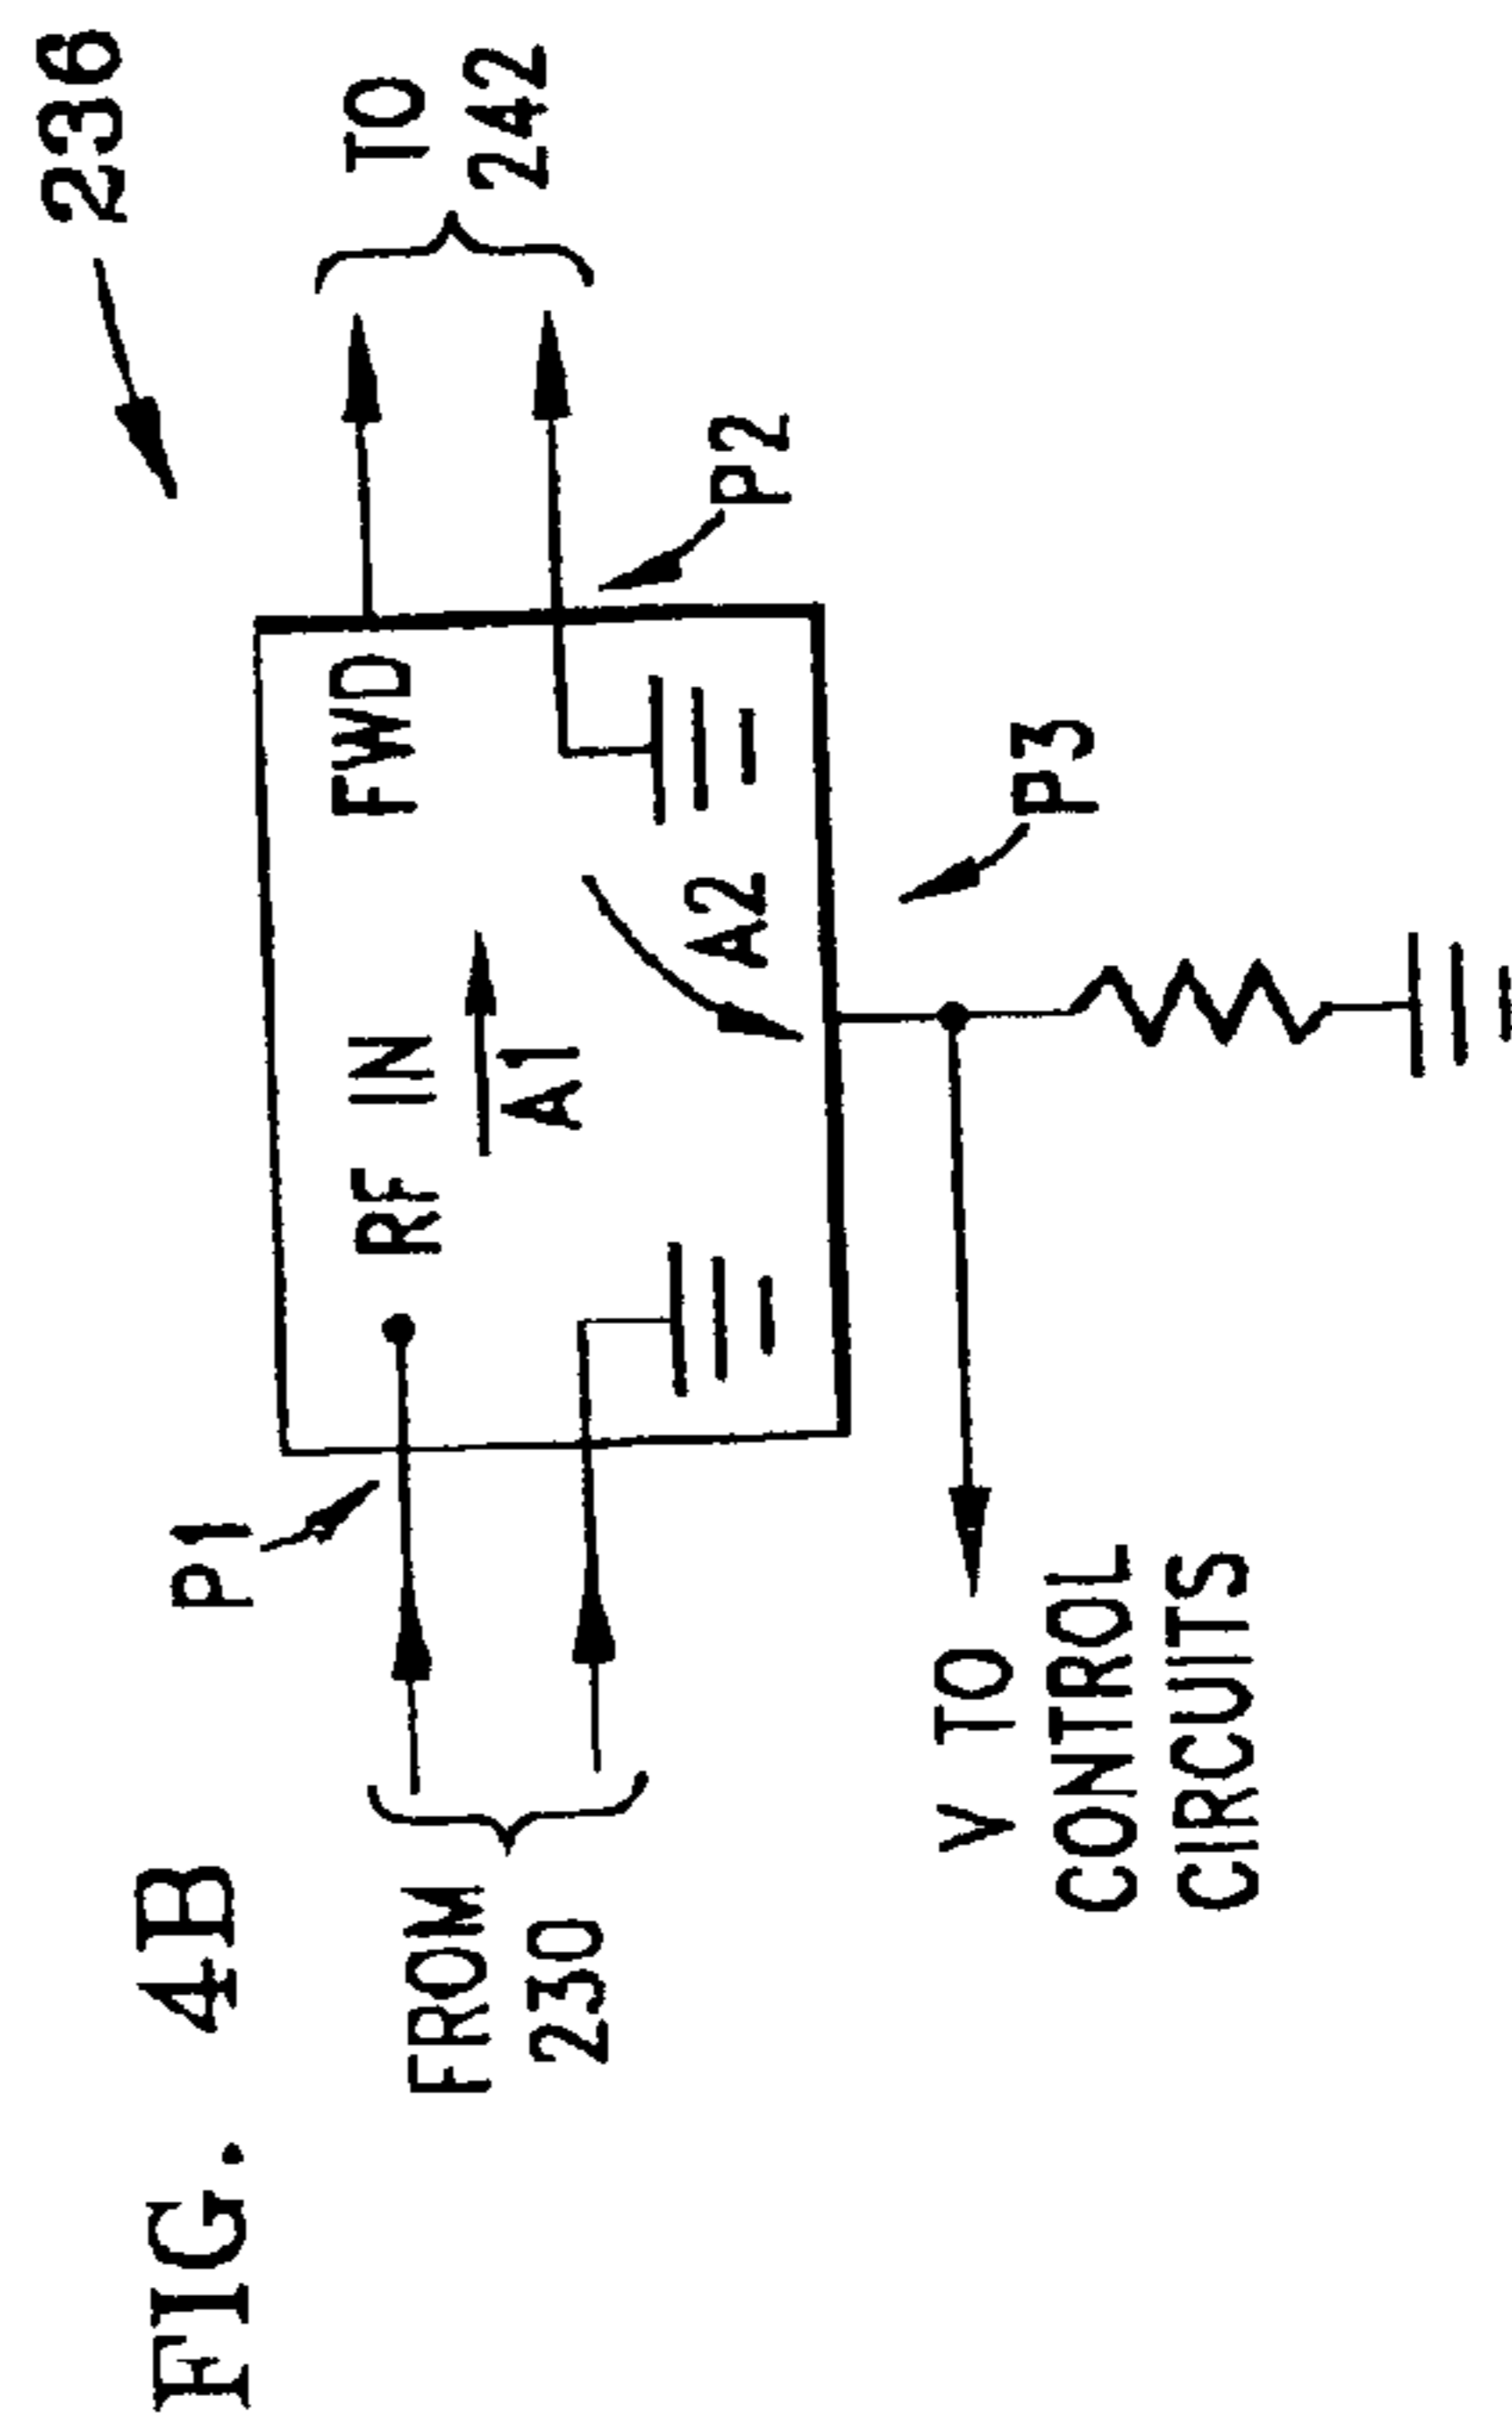 FIG. 4B
236
FROM
230
P1
RF IN
FWD
TO
242
A1
A2
P2
P3
V TO
CONTROL
CIRCUITS